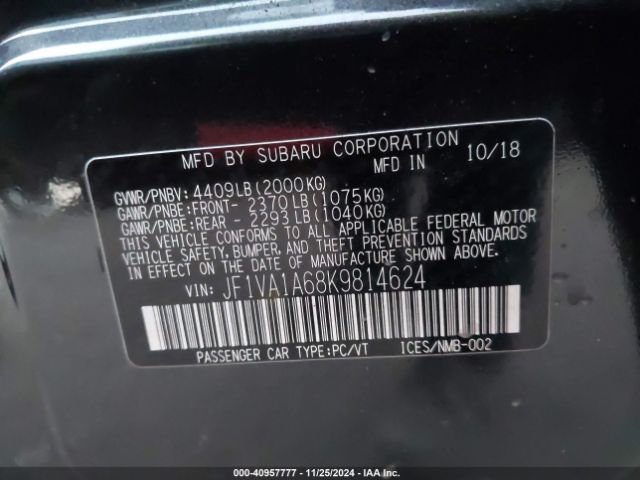 MFD BY SUBARU CORPORATION
MFD IN 10/18
GVWR/PNBV: 4409LB(2000KG)
GAWR/PNBE:FRONT- 2370LB(1075KG)
GAWR/PNBE:REAR - 2293LB(1040KG)
THIS VEHICLE CONFORMS TO ALL APPLICABLE FEDERAL MOTOR
VEHICLE SAFETY, BUMPER, AND THEFT PREVENTION STANDARDS
IN EFFECT ON THE DATE OF MANUFACTURE SHOWN ABOVE.
VIN: JF1VA1A68K9814624
PASSENGER CAR TYPE:PC/VT ICES/NMB-002
000-40957777 - 11/25/2024 - IAA Inc.